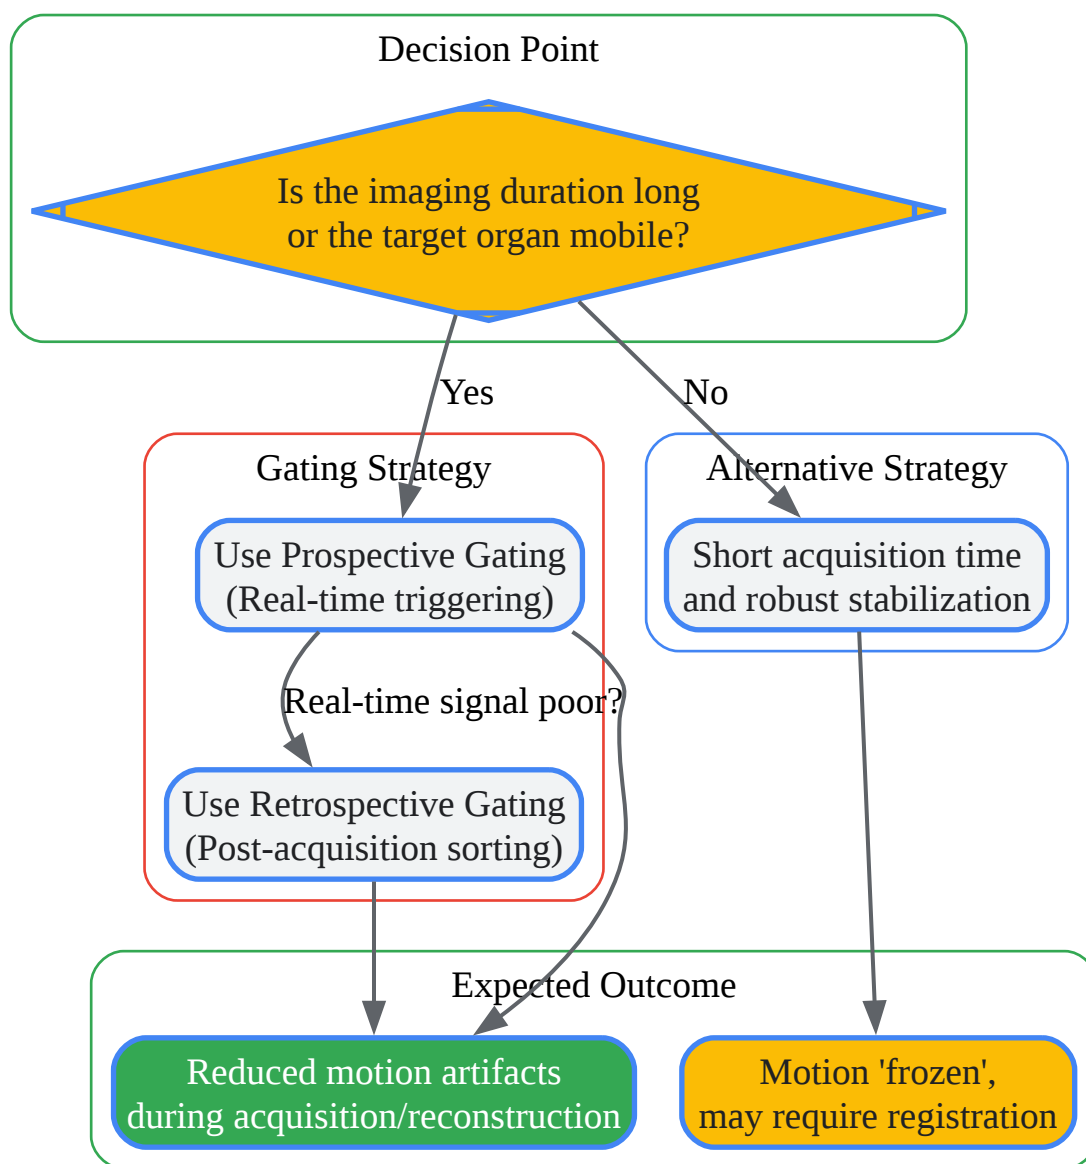 Decision Point
Is the imaging duration long
or the target organ mobile?
Yes
No
Gating Strategy
Alternative Strategy
Use Prospective Gating
(Real-time triggering)
Short acquisition time
and robust stabilization
Real-time signal poor?
Use Retrospective Gating
(Post-acquisition sorting)
Expected Outcome
Reduced motion artifacts
during acquisition/reconstruction
Motion 'frozen',
may require registration